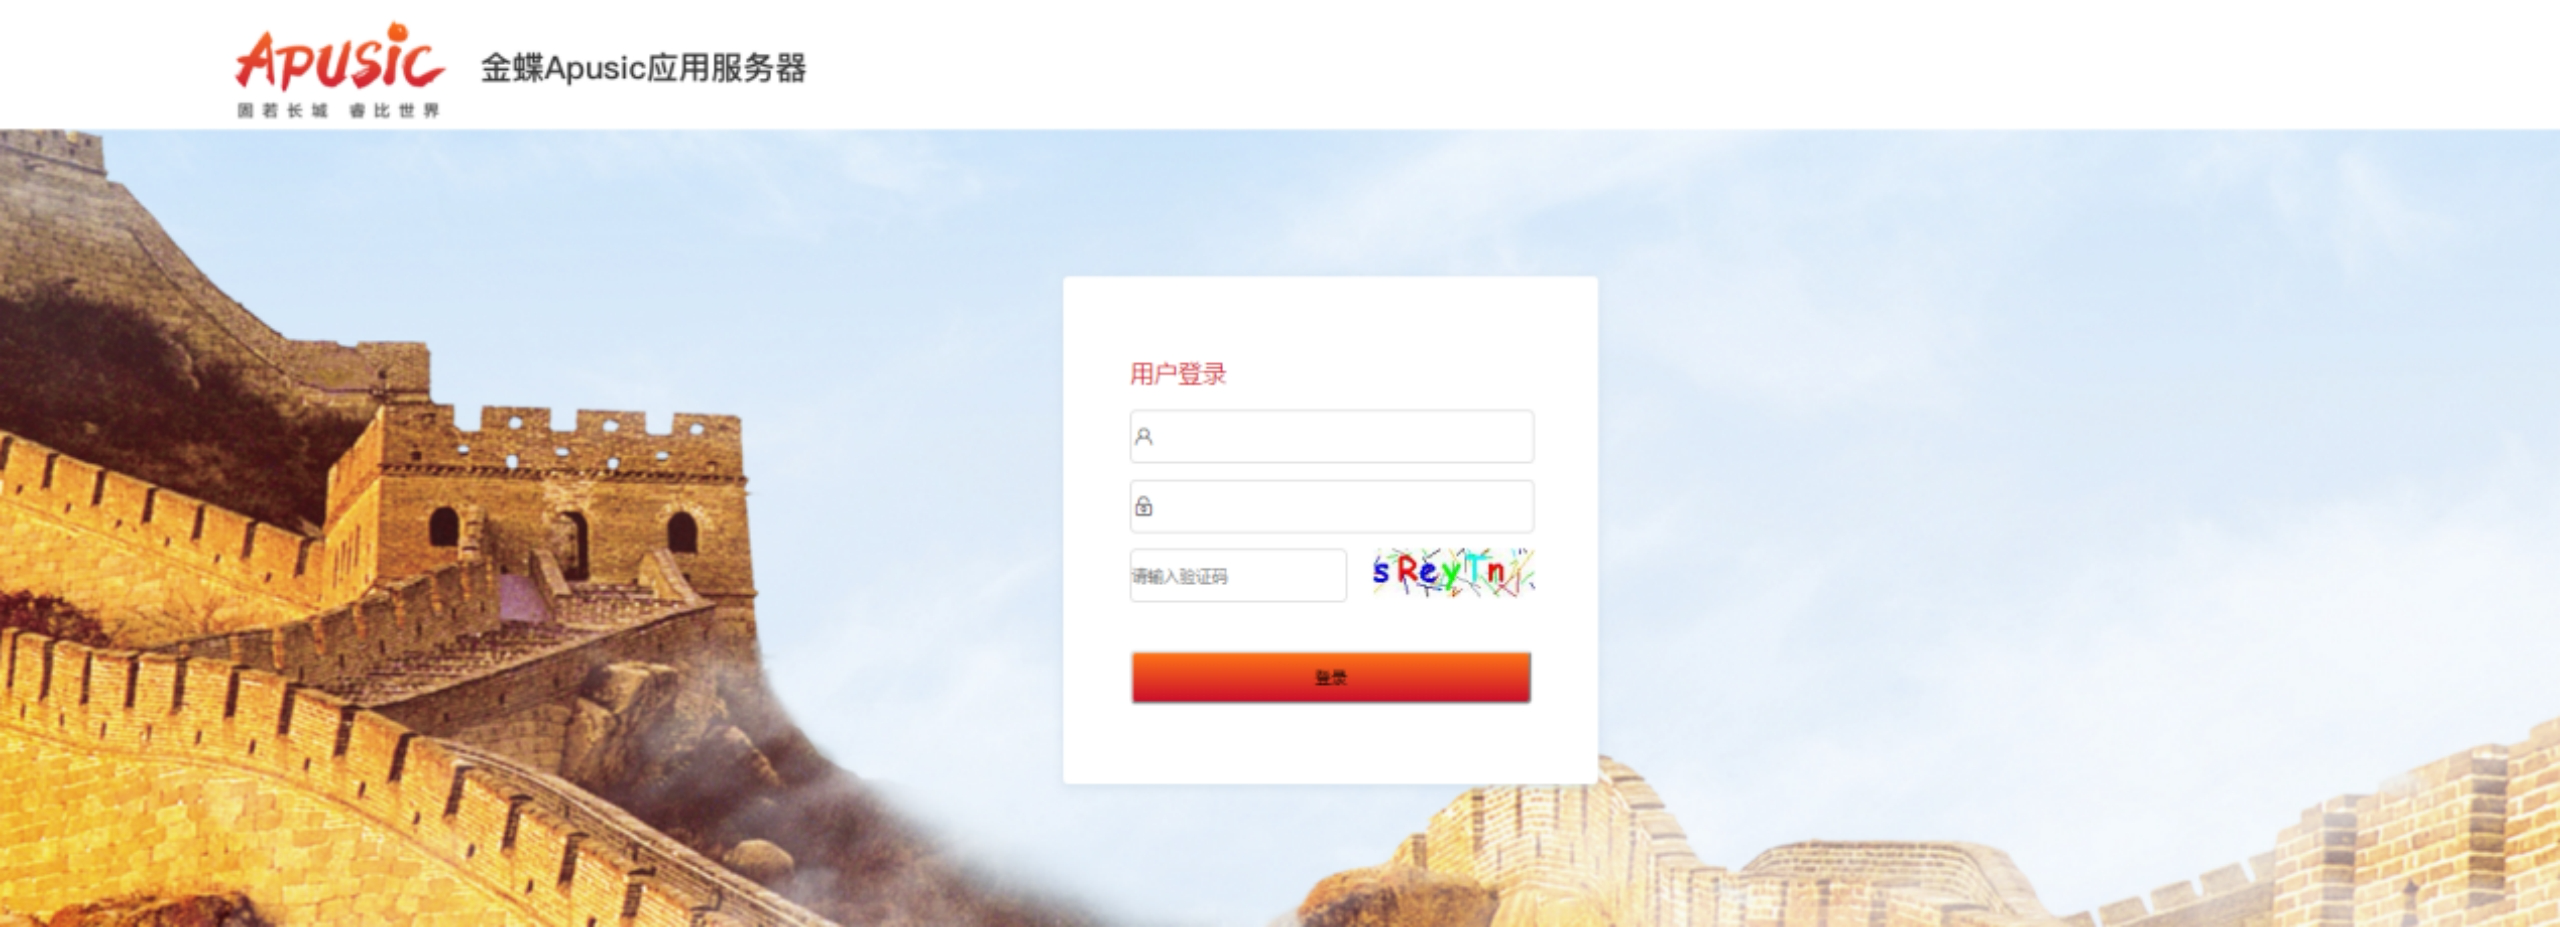 Apusic
固若长城 睿比世界
金蝶Apusic应用服务器
用户登录
请输入验证码
sReyTn
登录